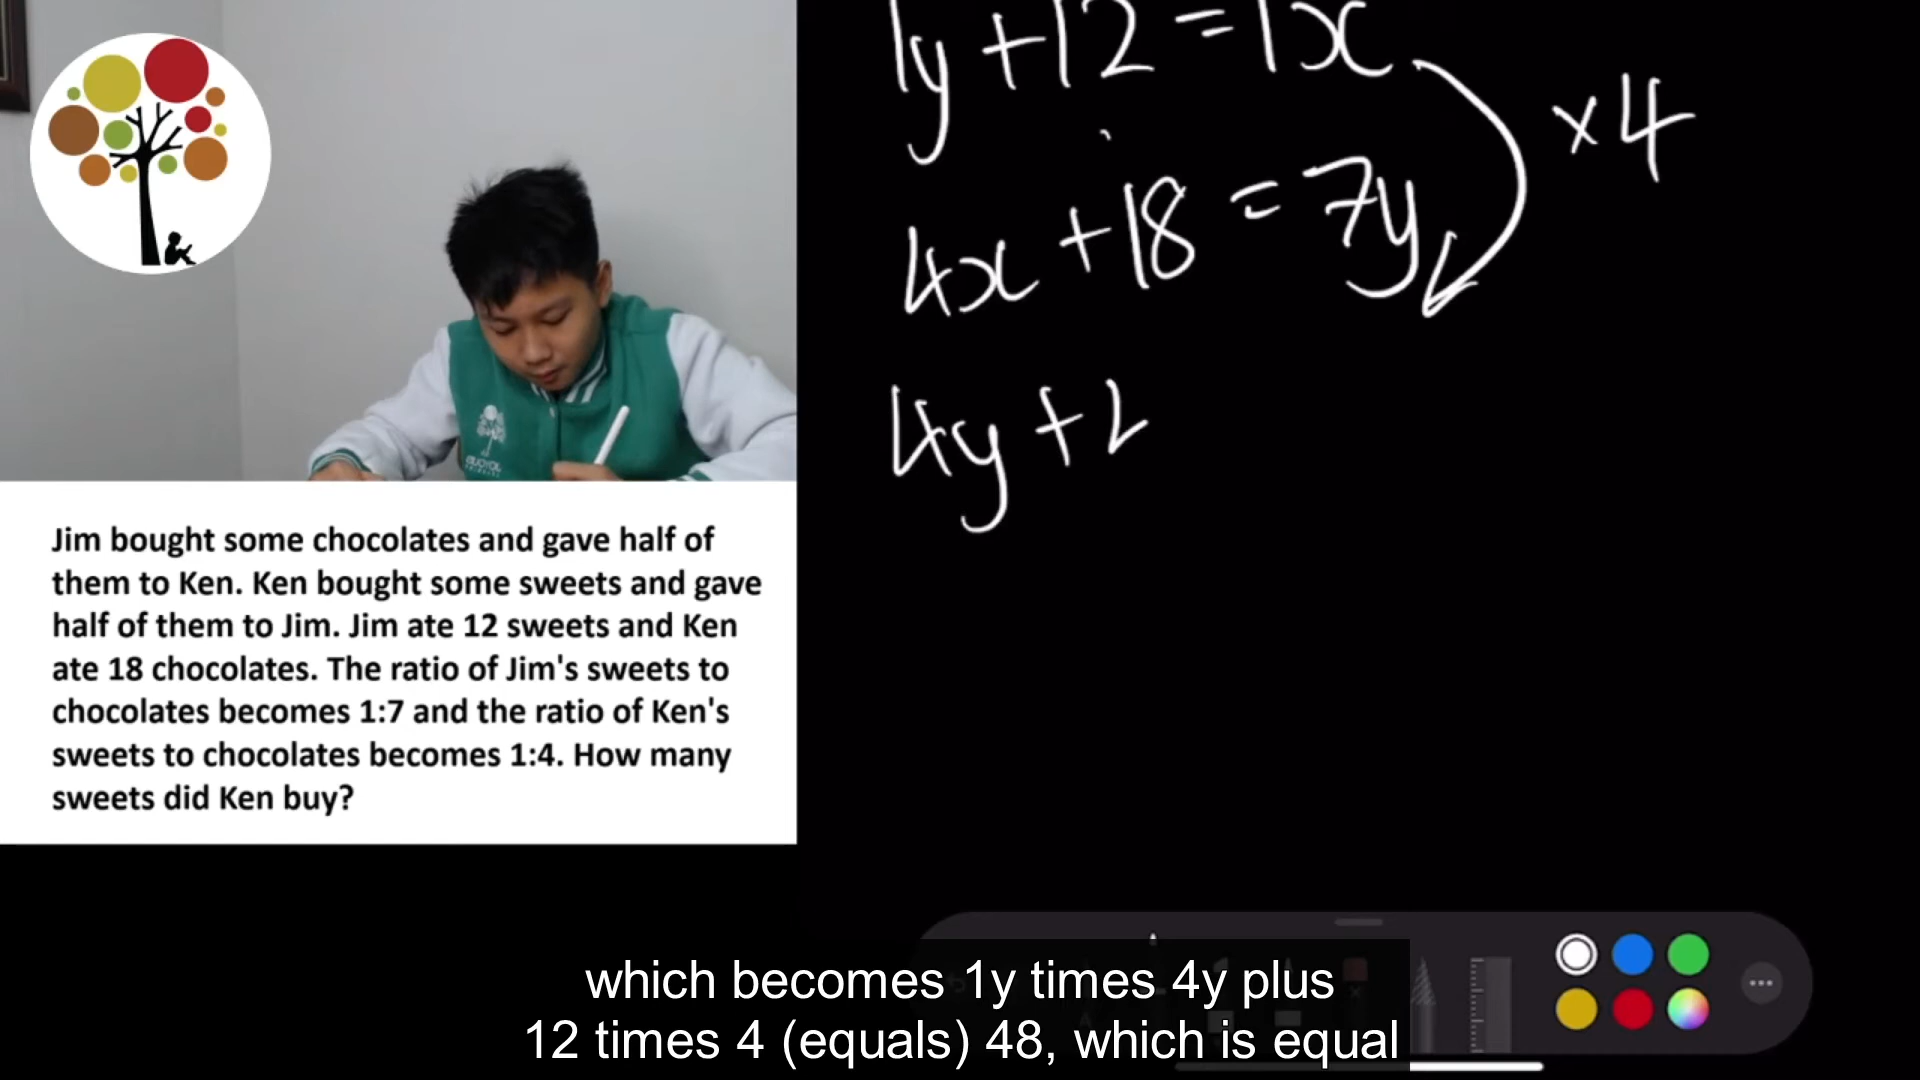 1y + 12 = 1x
× 4
4x + 18 = 7y
4y +
Jim bought some chocolates and gave half of
them to Ken. Ken bought some sweets and gave
half of them to Jim. Jim ate 12 sweets and Ken
ate 18 chocolates. The ratio of Jim's sweets to
chocolates becomes 1:7 and the ratio of Ken's
sweets to chocolates becomes 1:4. How many
sweets did Ken buy?
which becomes 1y times 4y plus
12 times 4 (equals) 48, which is equal